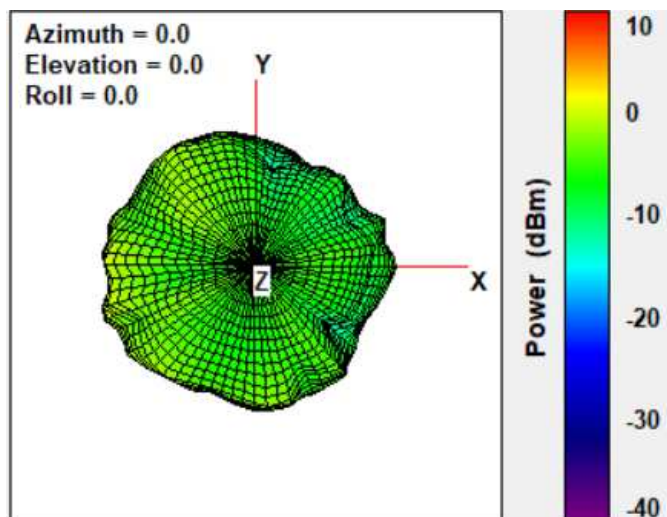 Azimuth = 0.0
Elevation = 0.0
Roll = 0.0
Y
Z
X
Power (dBm)
10
0
-10
-20
-30
-40